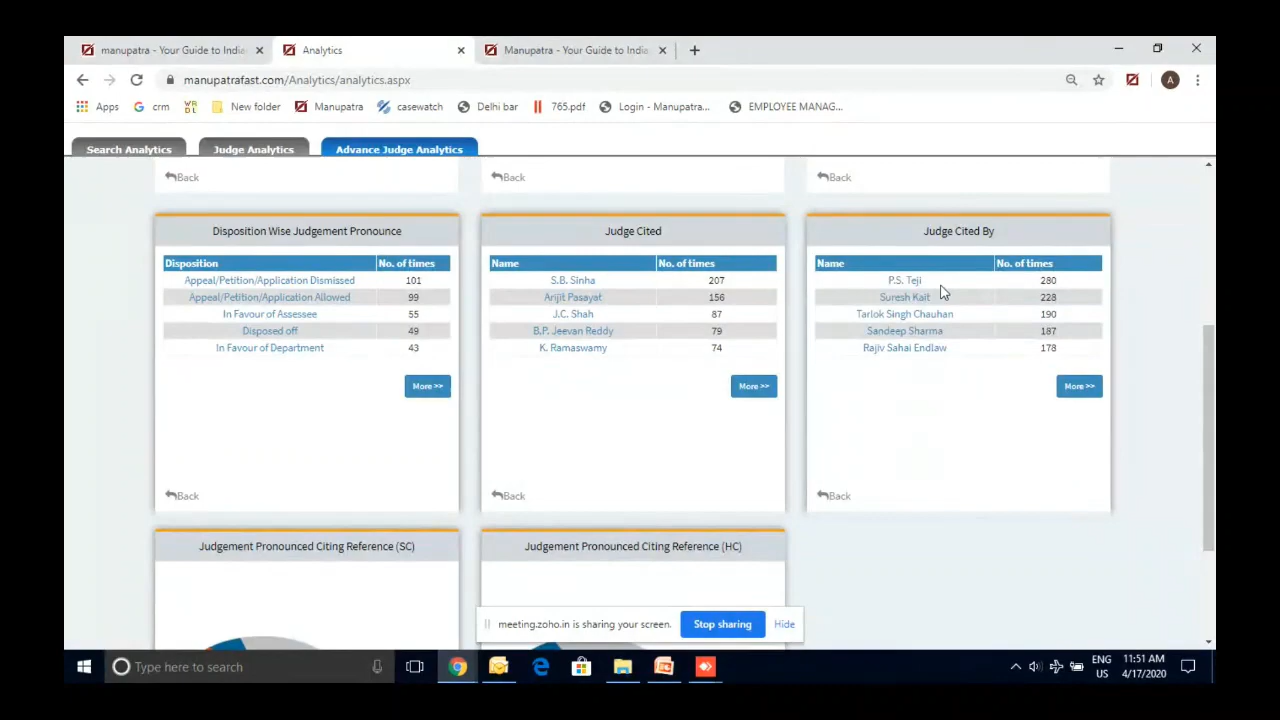 manupatra - Your Guide to India
Analytics
Manupatra - Your Guide to India
manupatrafast.com/Analytics/analytics.aspx
A
Apps
crm
New folder
Manupatra
casewatch
Delhi bar
765.pdf
Login - Manupatra...
EMPLOYEE MANAG...
Search Analytics
Judge Analytics
Advance Judge Analytics
Back
Back
Back
Disposition Wise Judgement Pronounce
Disposition No. of times
Appeal/Petition/Application Dismissed 101
Appeal/Petition/Application Allowed 99
In Favour of Assessee 55
Disposed off 49
In Favour of Department 43
More >>
Back
Judge Cited
Name No. of times
S.B. Sinha 207
Arijit Pasayat 156
J.C. Shah 87
B.P. Jeevan Reddy 79
K. Ramaswamy 74
More >>
Back
Judge Cited By
Name No. of times
P.S. Teji 280
Suresh Kait 228
Tarlok Singh Chauhan 190
Sandeep Sharma 187
Rajiv Sahai Endlaw 178
More >>
Back
Judgement Pronounced Citing Reference (SC)
Judgement Pronounced Citing Reference (HC)
meeting.zoho.in is sharing your screen.
Stop sharing
Hide
Type here to search
ENG
US
11:51 AM
4/17/2020